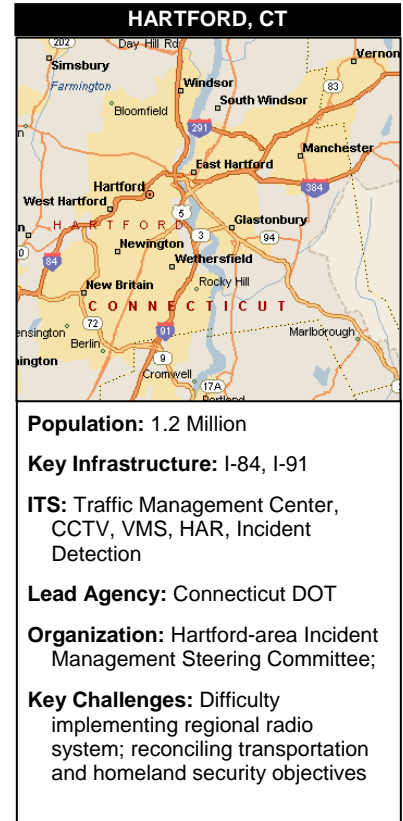 HARTFORD, CT
202
Day Hill Rd
Vernon
Simsbury
Farmington
Windsor
83
Bloomfield
South Windsor
291
Manchester
East Hartford
Hartford
384
West Hartford
5
HARTFORD
3
Glastonbury
94
Newington
84
Wethersfield
New Britain
Rocky Hill
CONNECTICUT
72
91
ensington
Berlin
Marlborough
9
ington
Cromwell
17A
Portland
Population: 1.2 Million
Key Infrastructure: I-84, I-91
ITS: Traffic Management Center,
CCTV, VMS, HAR, Incident
Detection
Lead Agency: Connecticut DOT
Organization: Hartford-area Incident
Management Steering Committee;
Key Challenges: Difficulty
implementing regional radio
system; reconciling transportation
and homeland security objectives